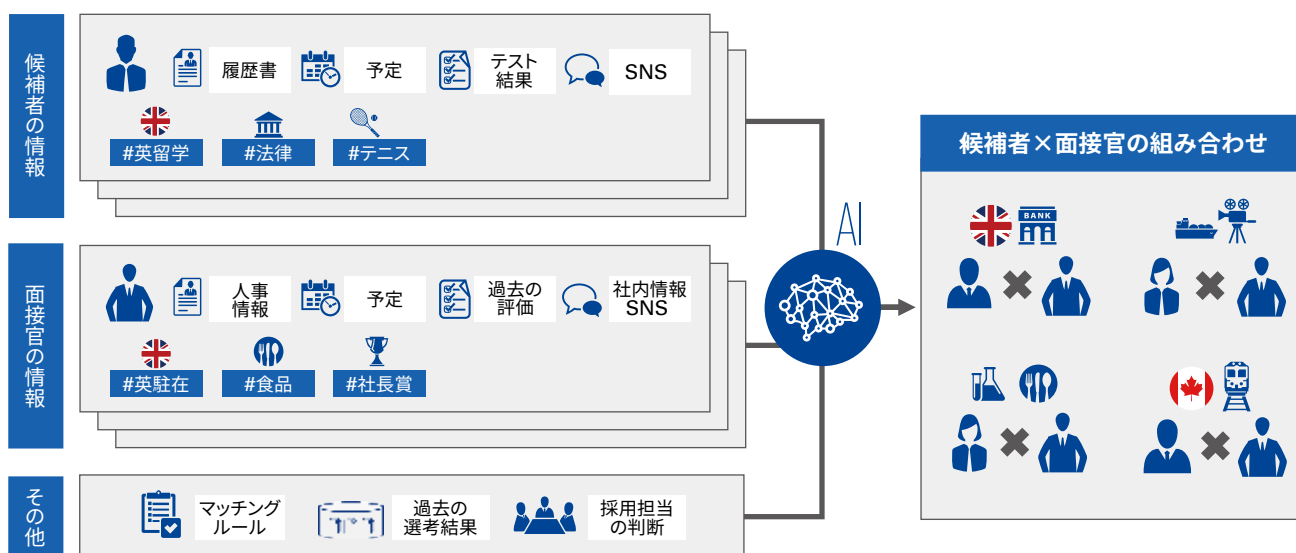 候補者の情報
履歴書
予定
テスト
結果
SNS
#英留学
#法律
#テニス
面接官の情報
人事
情報
予定
過去の
評価
社内情報
SNS
#英駐在
#食品
#社長賞
その他
マッチング
ルール
過去の
選考結果
採用担当
の判断
AI
候補者×面接官の組み合わせ
BANK